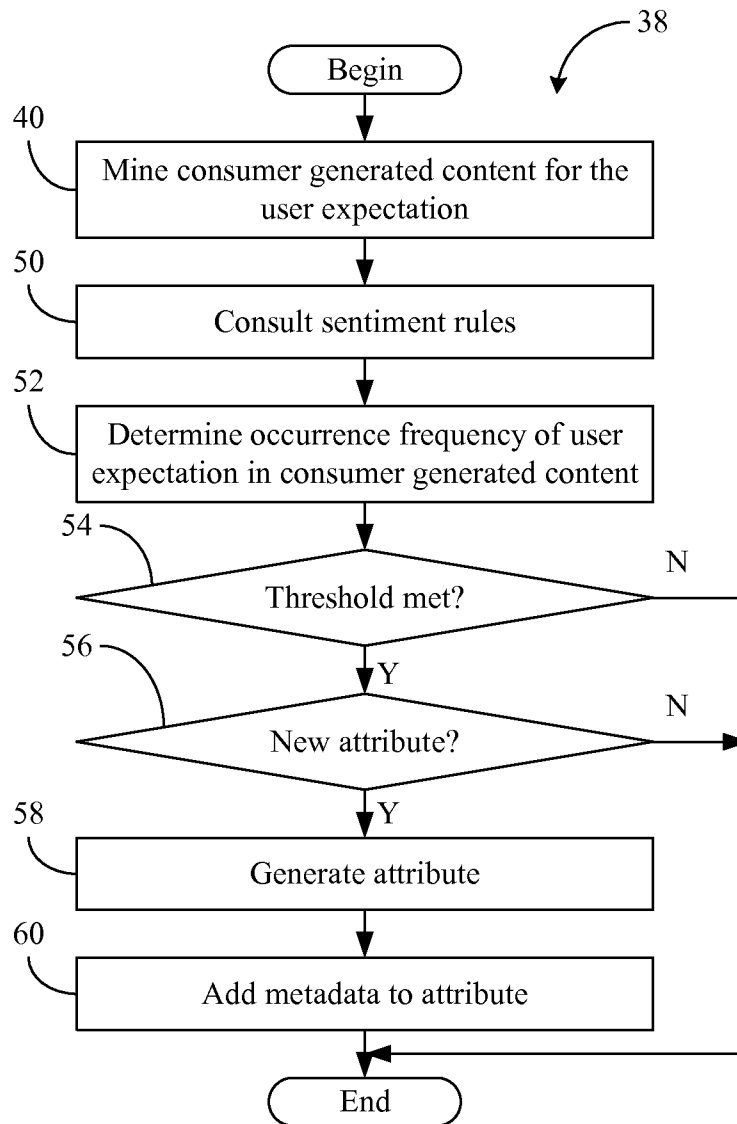 38
Begin
40
Mine consumer generated content for the
user expectation
50
Consult sentiment rules
52
Determine occurrence frequency of user
expectation in consumer generated content
54
Threshold met?
N
Y
56
New attribute?
N
Y
58
Generate attribute
60
Add metadata to attribute
End